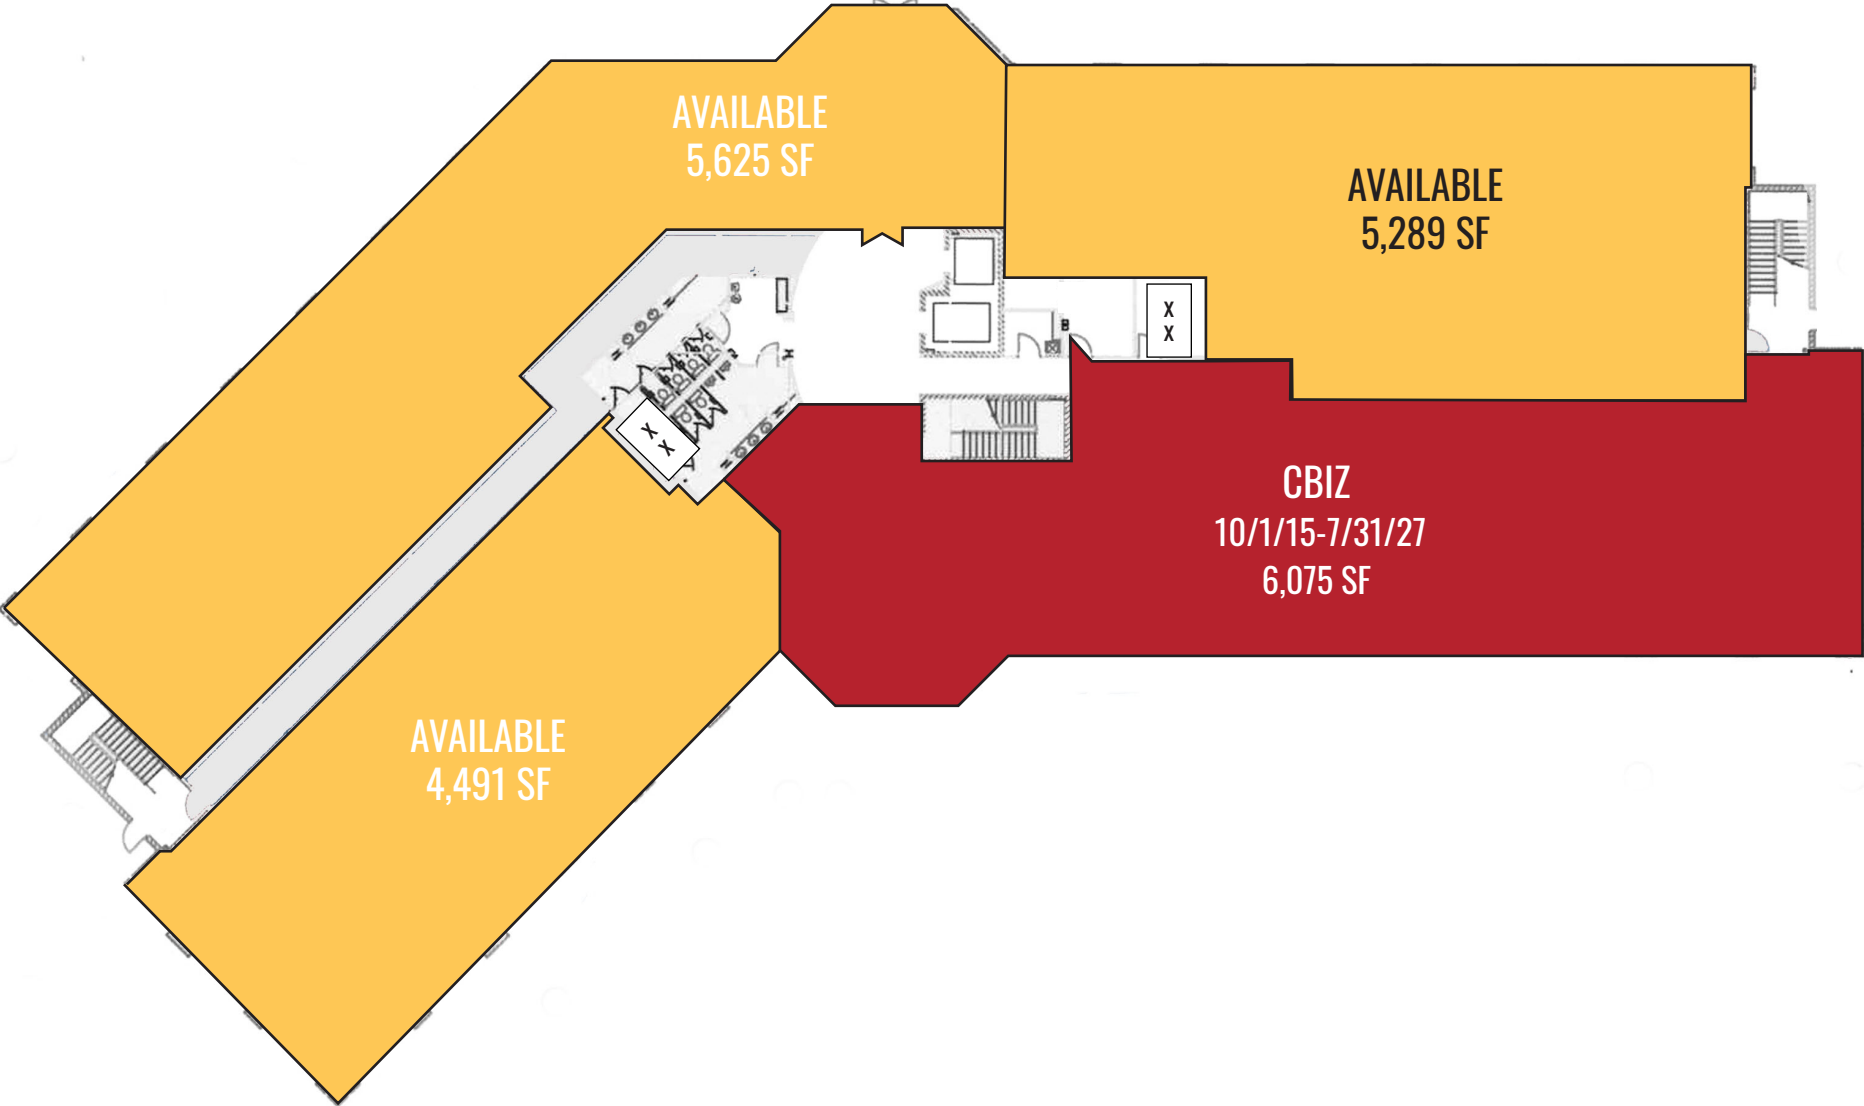 AVAILABLE
5,625 SF
AVAILABLE
5,289 SF
X
X
X
X
CBIZ
10/1/15-7/31/27
6,075 SF
AVAILABLE
4,491 SF